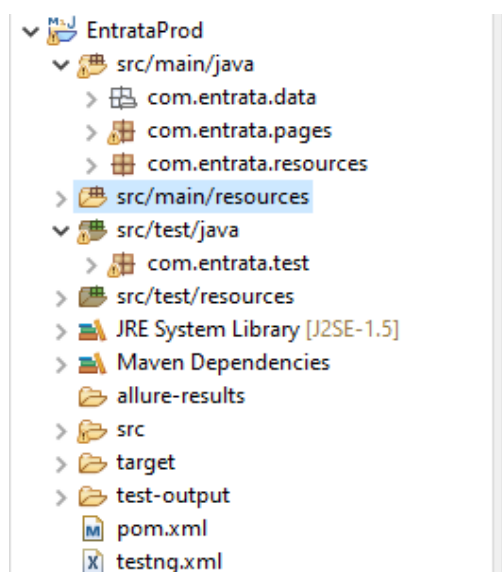 EntrataProd
src/main/java
com.entrata.data
com.entrata.pages
com.entrata.resources
src/main/resources
src/test/java
com.entrata.test
src/test/resources
JRE System Library [J2SE-1.5]
Maven Dependencies
allure-results
src
target
test-output
pom.xml
testng.xml